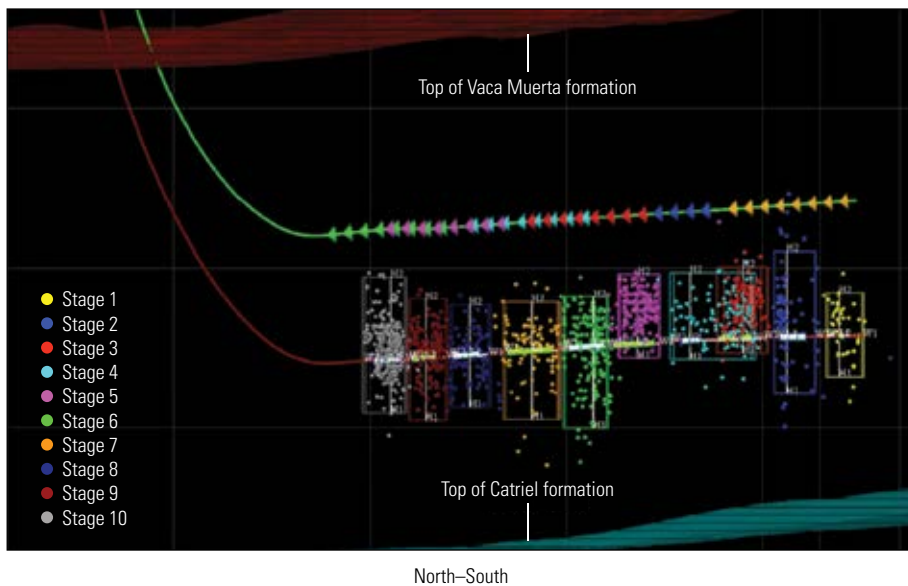 Top of Vaca Muerta formation
Stage 1
Stage 2
Stage 3
Stage 4
Stage 5
Stage 6
Stage 7
Stage 8
Stage 9
Stage 10
Top of Catriel formation
North–South